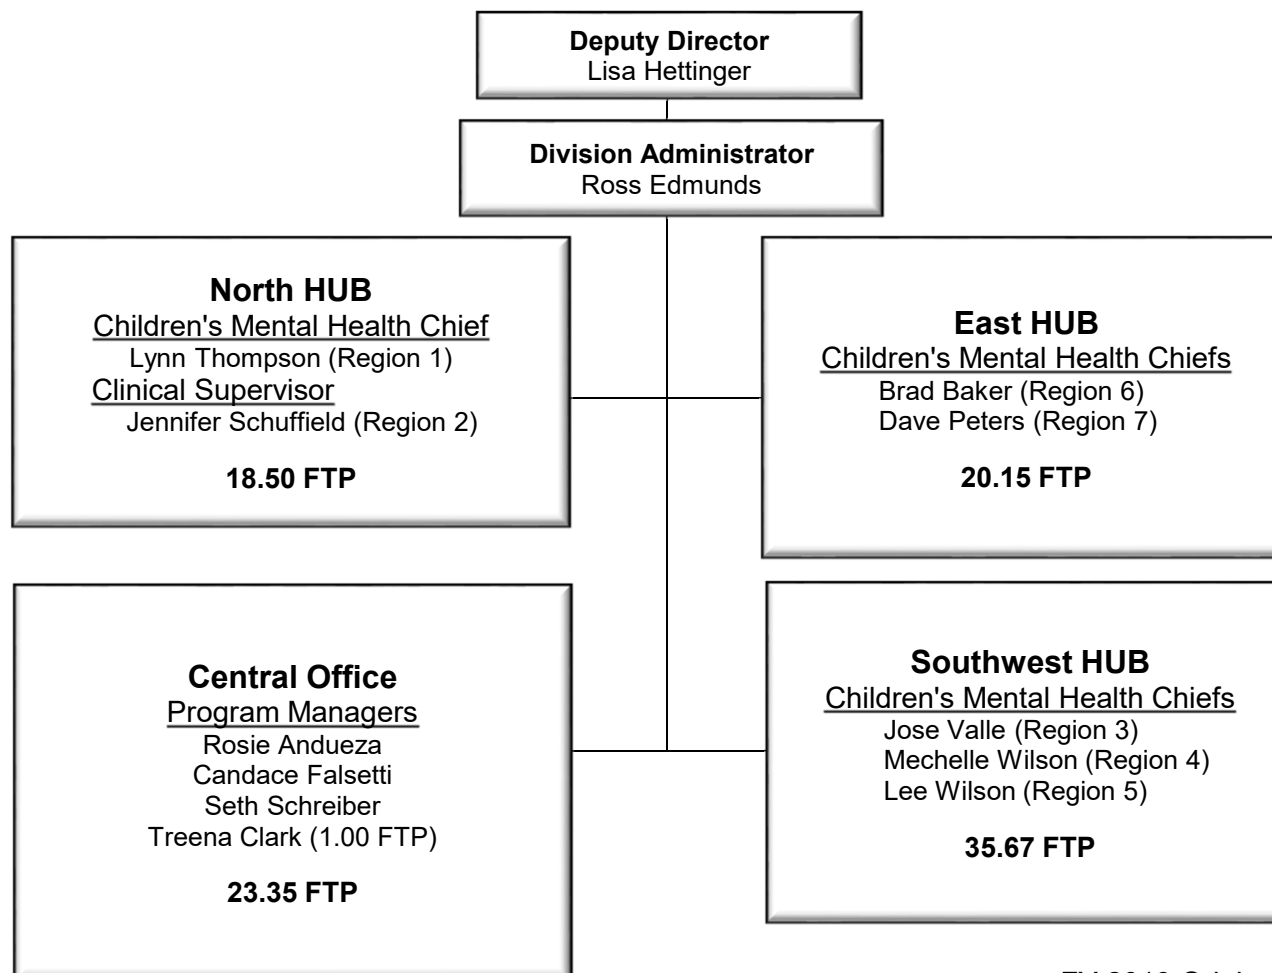 Deputy Director
Lisa Hettinger
Division Administrator
Ross Edmunds
North HUB
Children's Mental Health Chief
Lynn Thompson (Region 1)
Clinical Supervisor
Jennifer Schuffield (Region 2)
18.50 FTP
East HUB
Children's Mental Health Chiefs
Brad Baker (Region 6)
Dave Peters (Region 7)
20.15 FTP
Central Office
Program Managers
Rosie Andueza
Candace Falsetti
Seth Schreiber
Treena Clark (1.00 FTP)
23.35 FTP
Southwest HUB
Children's Mental Health Chiefs
Jose Valle (Region 3)
Mechelle Wilson (Region 4)
Lee Wilson (Region 5)
35.67 FTP